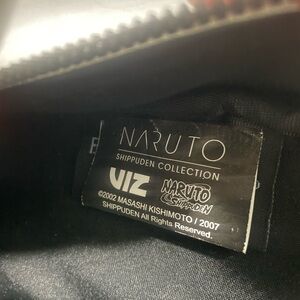 NARUTO
SHIPPUDEN COLLECTION
VIZ
NARUTO
SHIPPUDEN
©2002 MASASHI KISHIMOTO / 2007
SHIPPUDEN All Rights Reserved.